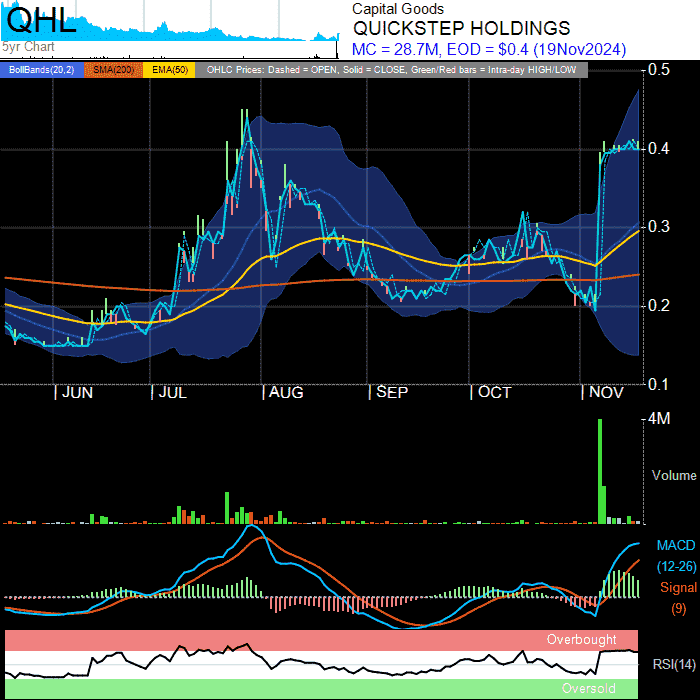 QHL
5yr Chart
Capital Goods
QUICKSTEP HOLDINGS
MC = 28.7M, EOD = $0.4 (19Nov2024)
BollBands(20,2) SMA(200) EMA(50) OHLC Prices: Dashed = OPEN, Solid = CLOSE, Green/Red bars = Intra-day HIGH/LOW
0.5
0.4
0.3
0.2
0.1
JUN JUL AUG SEP OCT NOV
4M
Volume
MACD
(12-26)
Signal
(9)
Overbought
RSI(14)
Oversold